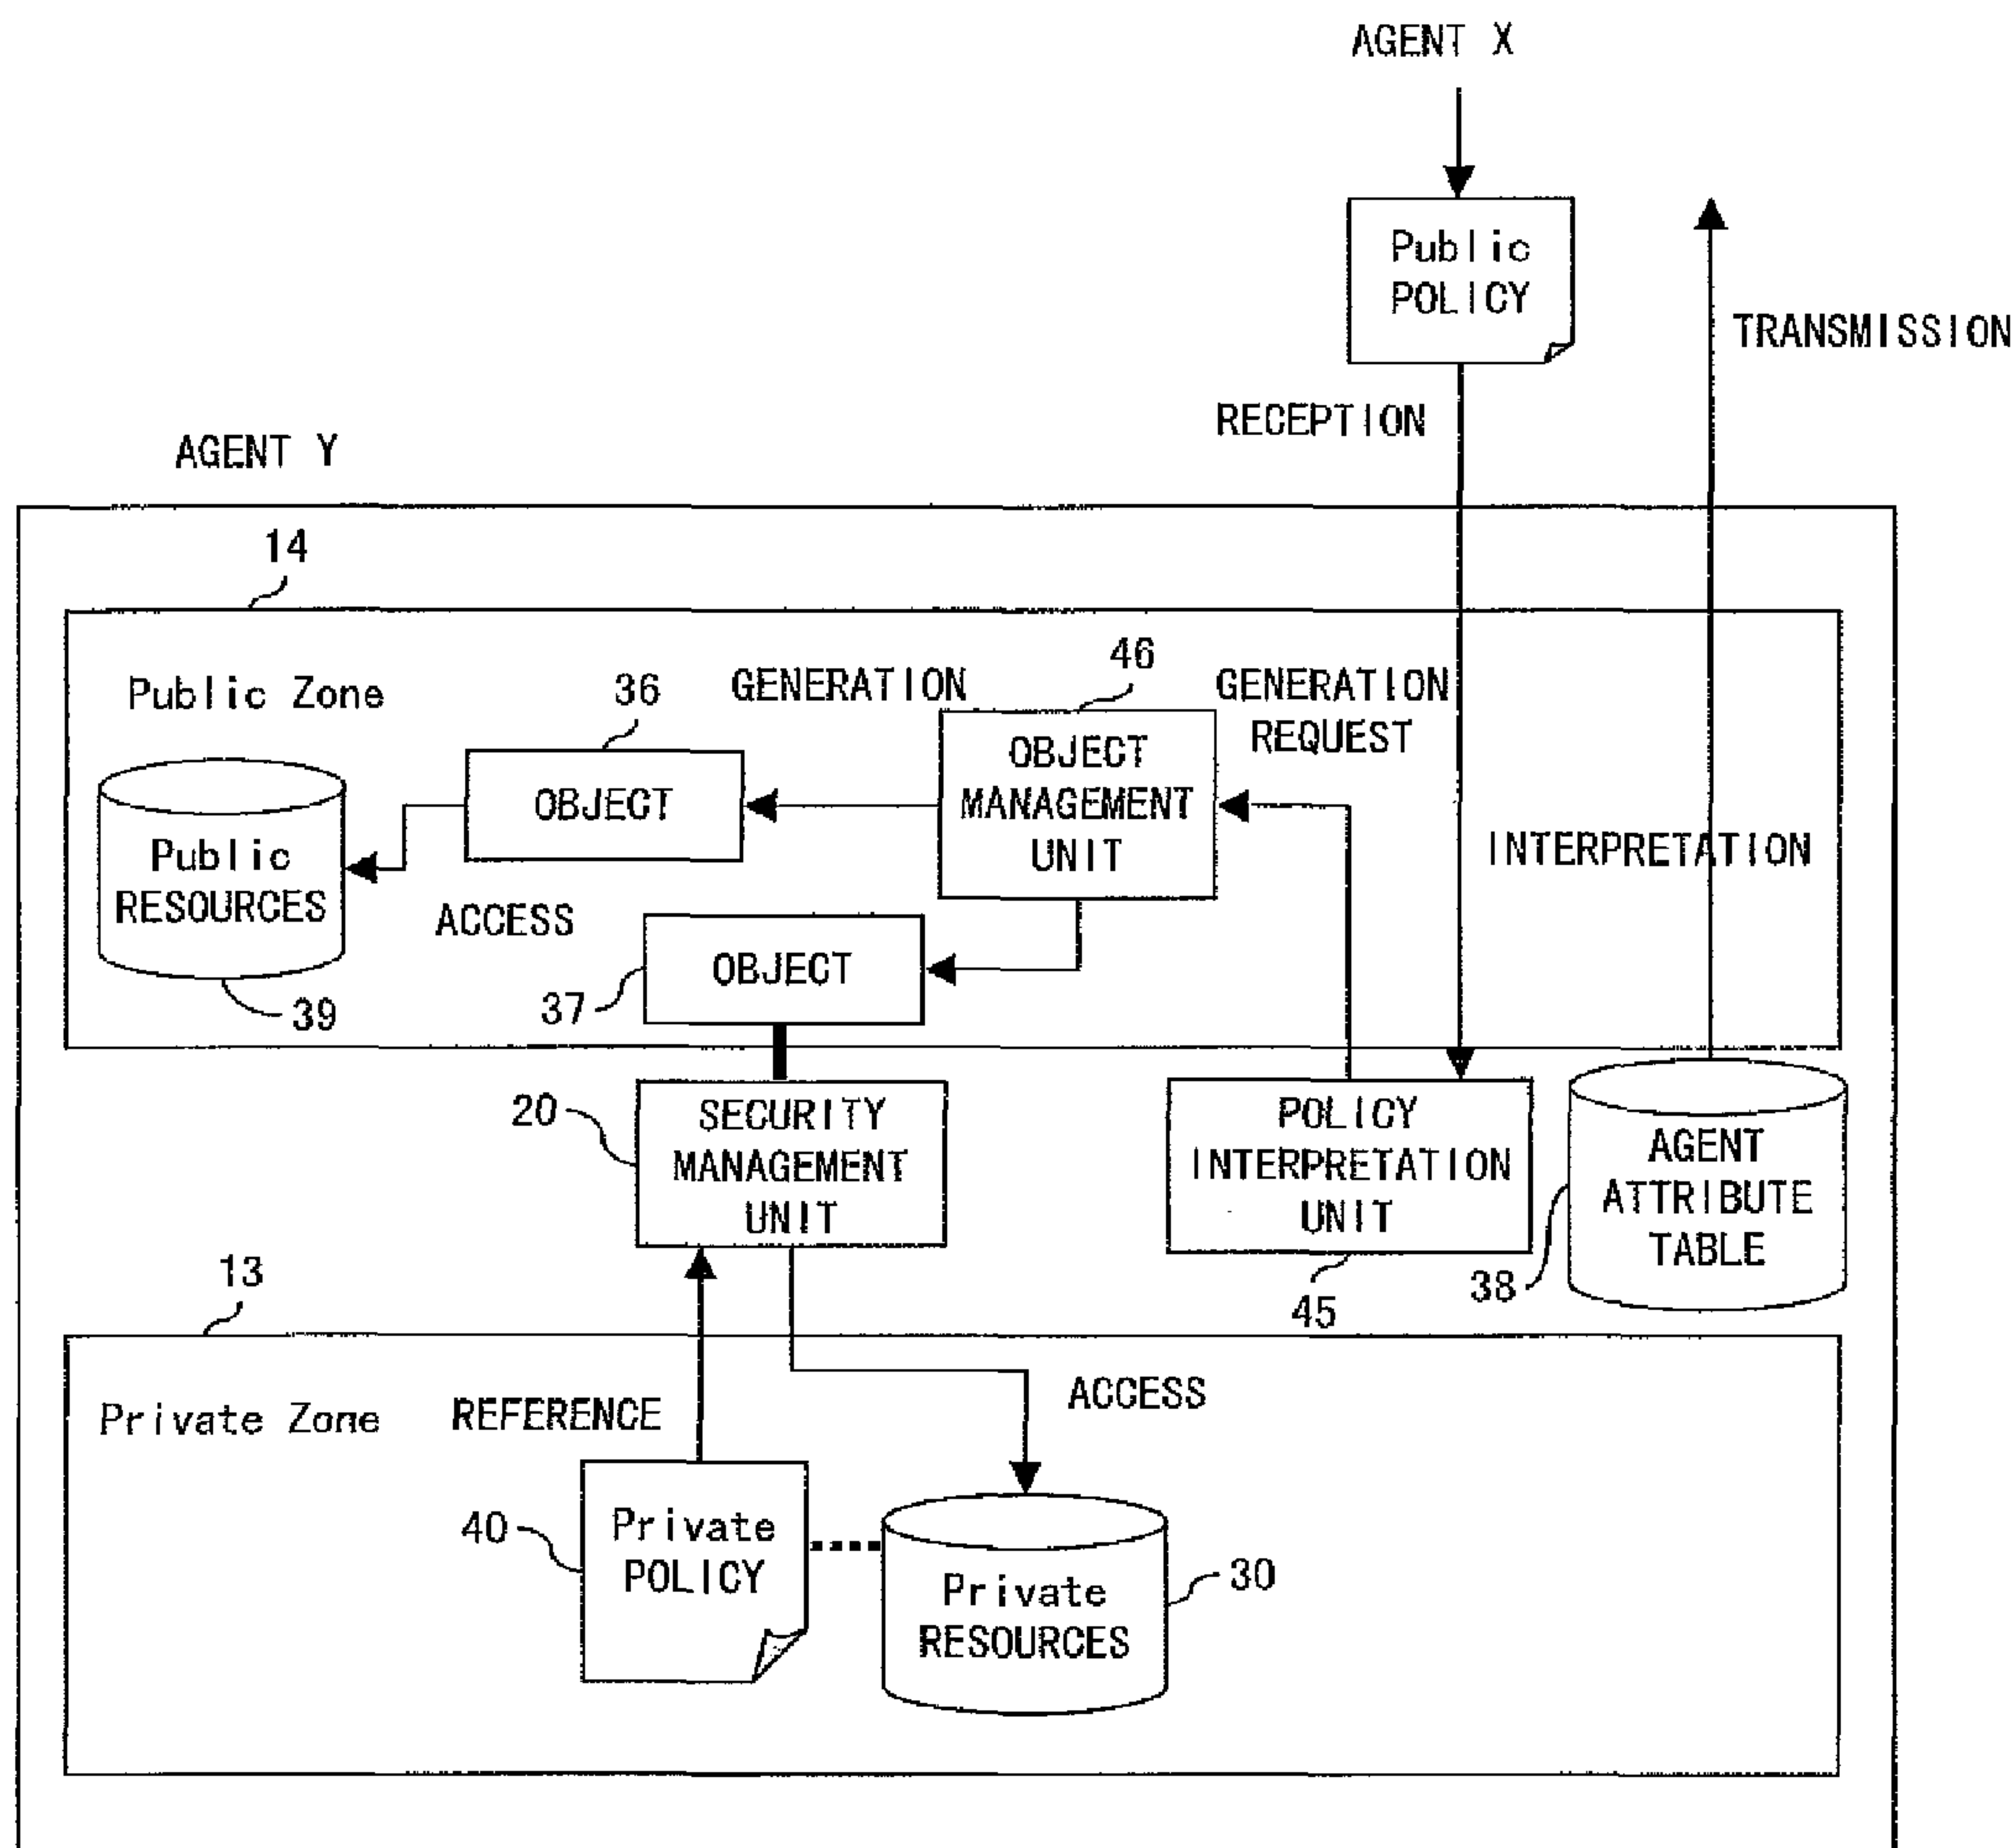 AGENT X
Public
POLICY
TRANSMISSION
RECEPTION
AGENT Y
14
Public Zone
36
GENERATION
46
GENERATION
REQUEST
OBJECT
OBJECT
MANAGEMENT
UNIT
INTERPRETATION
Public
RESOURCES
ACCESS
OBJECT
37
39
20
SECURITY
MANAGEMENT
UNIT
POLICY
INTERPRETATION
UNIT
AGENT
ATTRIBUTE
TABLE
13
45
38
Private Zone
REFERENCE
ACCESS
40
Private
POLICY
Private
RESOURCES
30